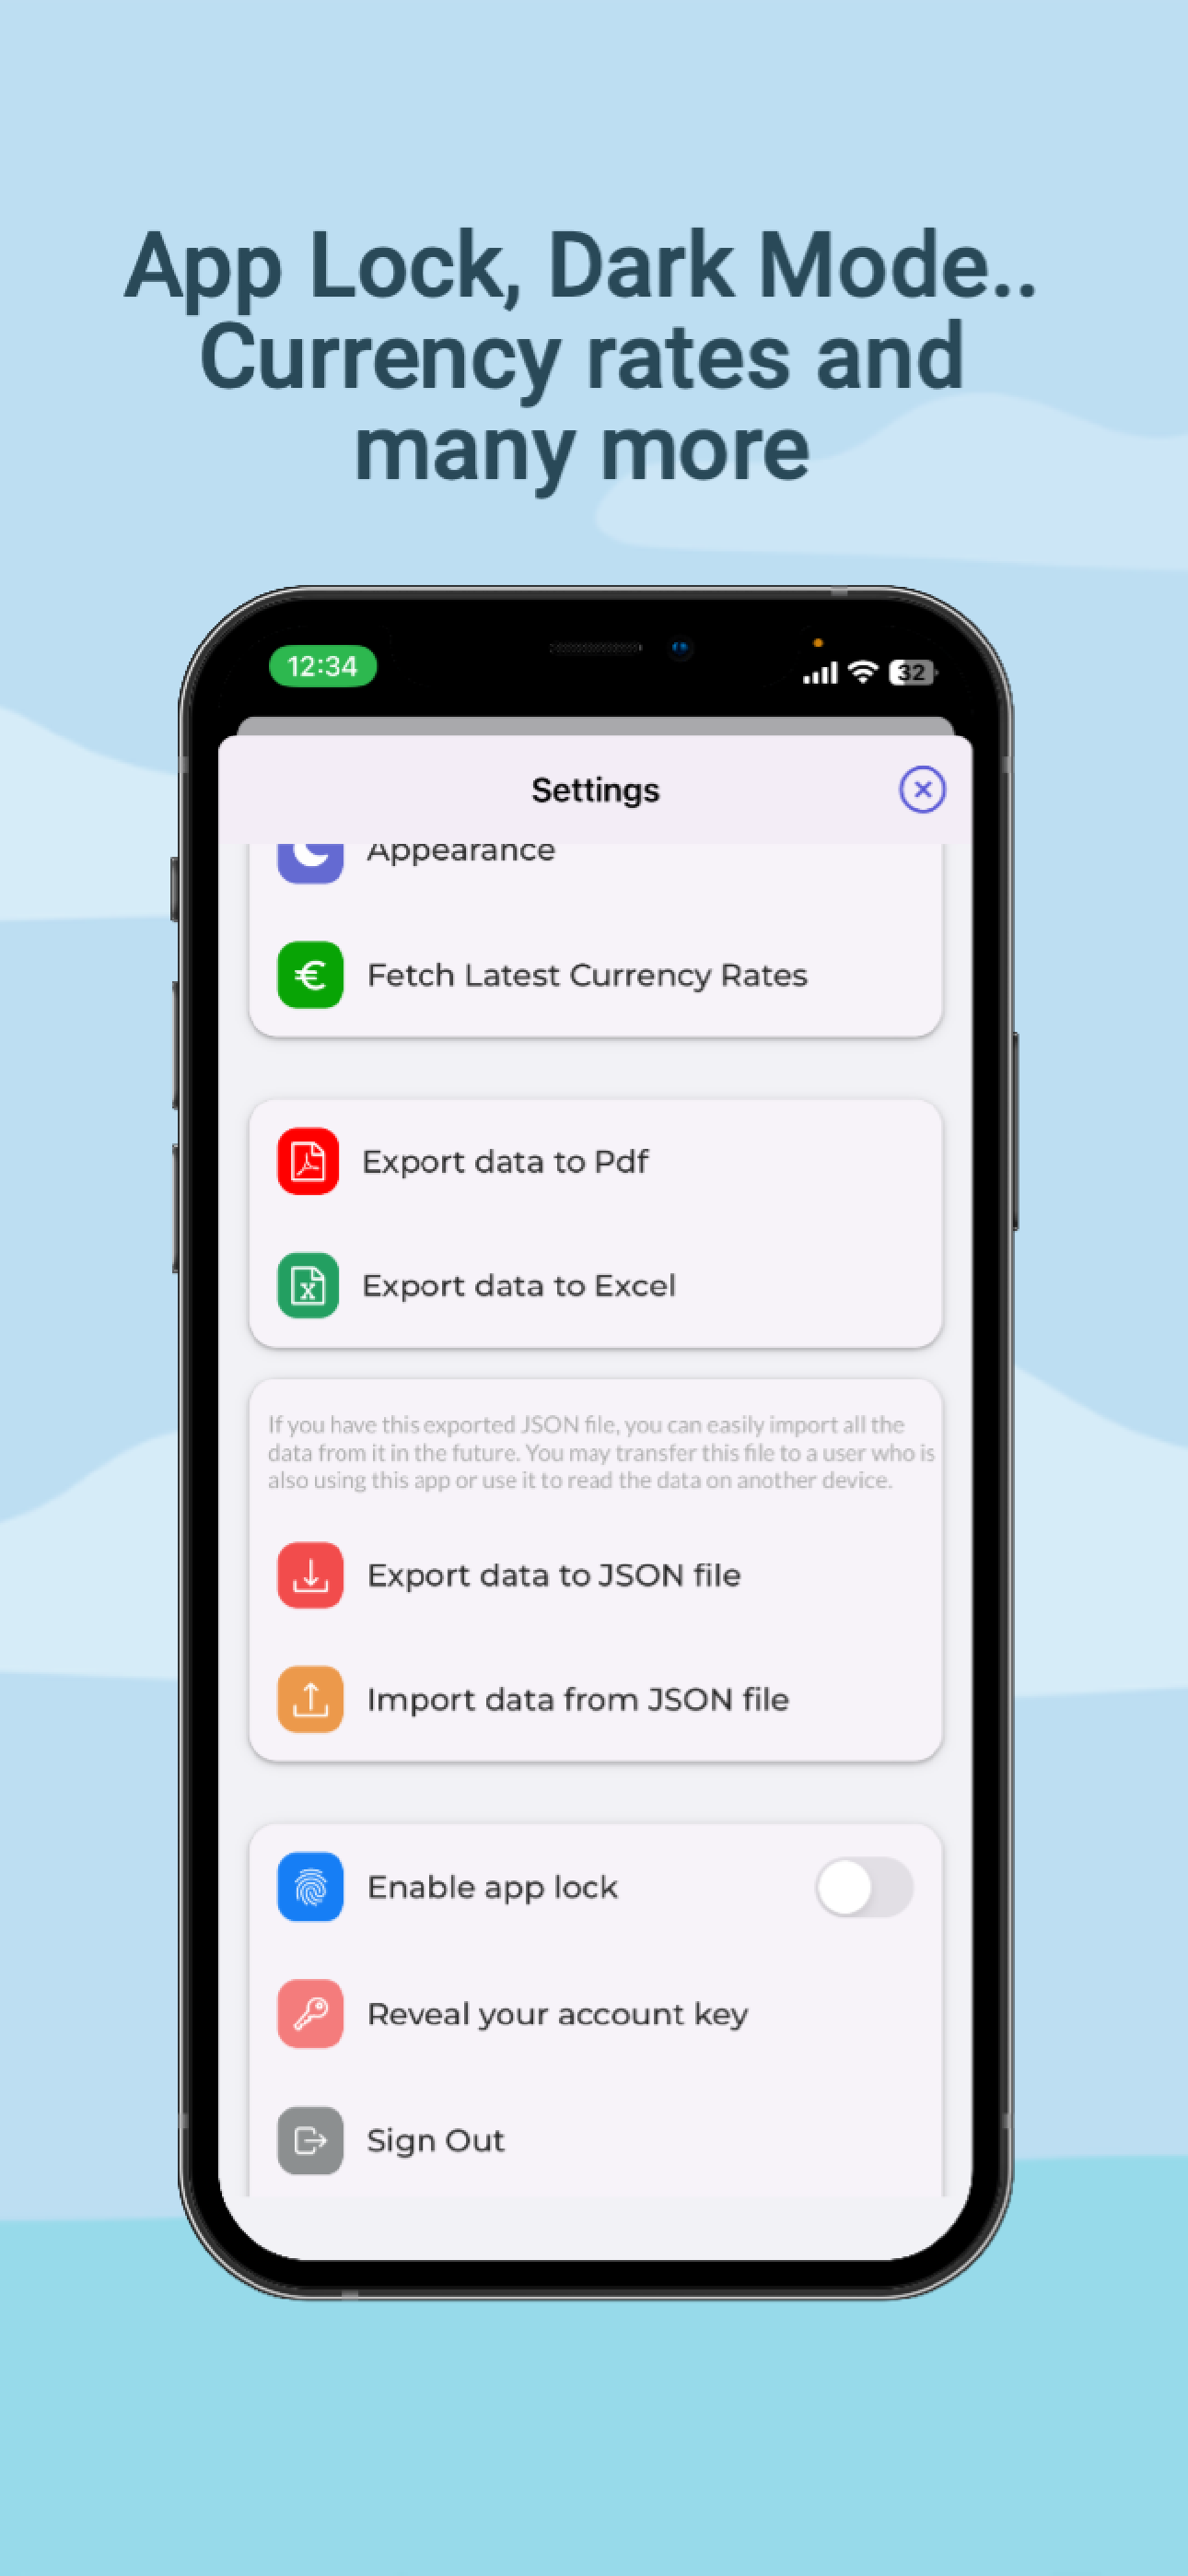 App Lock, Dark Mode..
Currency rates and
many more
12:34
32
Settings
Appearance
Fetch Latest Currency Rates
Export data to Pdf
Export data to Excel
If you have this exported JSON file, you can easily import all the
data from it in the future. You may transfer this file to a user who is
also using this app or use it to read the data on another device.
Export data to JSON file
Import data from JSON file
Enable app lock
Reveal your account key
Sign Out